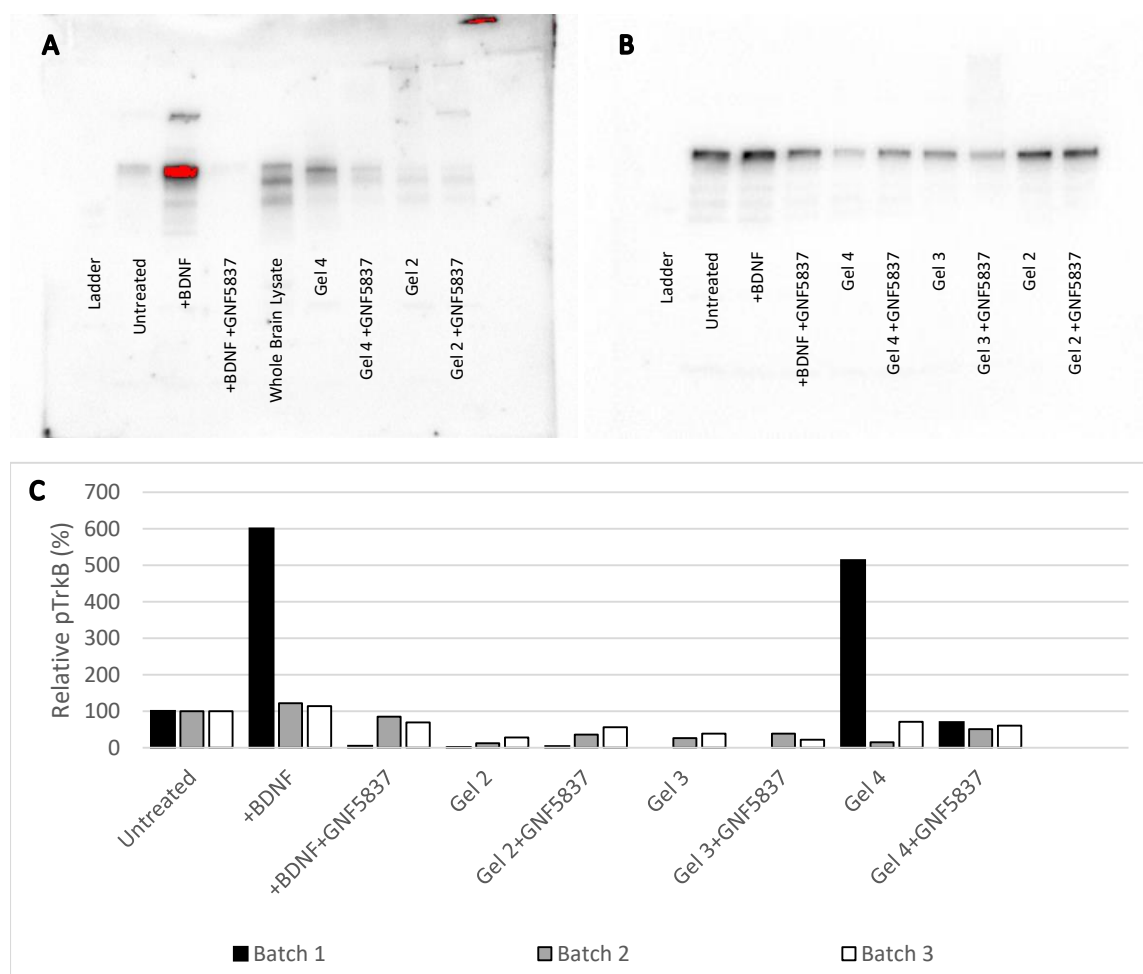 A
Ladder
Untreated
+BDNF
+BDNF +GNF5837
Whole Brain Lysate
Gel 4
Gel 4 +GNF5837
Gel 2
Gel 2 +GNF5837
B
Ladder
Untreated
+BDNF
+BDNF +GNF5837
Gel 4
Gel 4 +GNF5837
Gel 3
Gel 3 +GNF5837
Gel 2
Gel 2 +GNF5837
C
Relative pTrkB (%)
700
600
500
400
300
200
100
0
Untreated
+BDNF
+BDNF+GNF5837
Gel 2
Gel 2+GNF5837
Gel 3
Gel 3+GNF5837
Gel 4
Gel 4+GNF5837
Batch 1
Batch 2
Batch 3